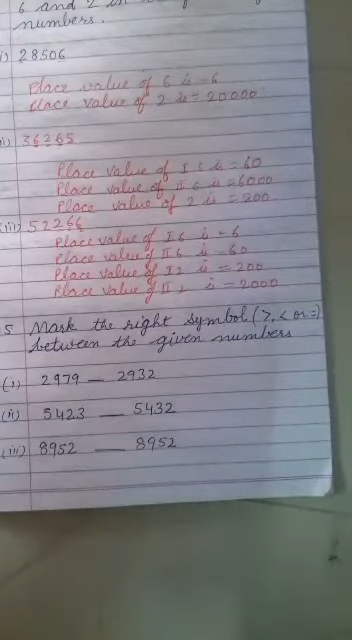 6 and 2 in
numbers.
i) 28506
Place value of 6 is = 6
Place value of 2 is = 20000
ii) 36265
Place value of I 6 is = 60
Place value of II 6 is = 6000
Place value of 2 is = 200
(iii) 52266
Place value of I 6 is - 6
Place value of II 6 is - 60
Place value of I 2 is = 200
Place value of II 2 is = 2000
5 Mark the right symbol (>, < or =)
between the given numbers
(i) 2979 — 2932
(ii) 5423 — 5432
(iii) 8952 — 8952